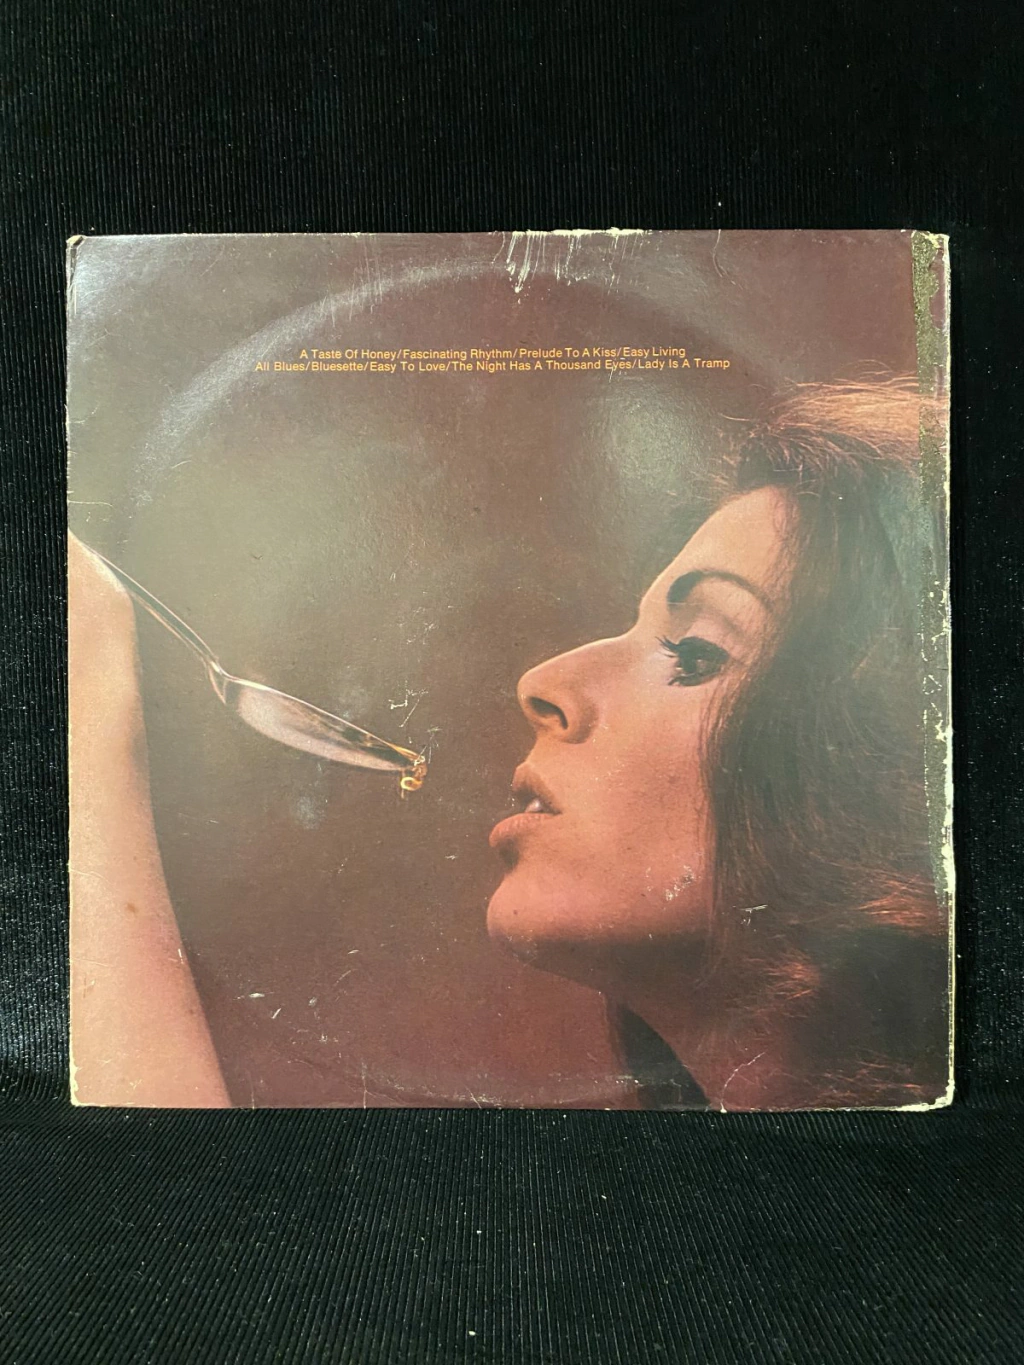 A Taste Of Honey/Fascinating Rhythm/Prelude To A Kiss/Easy Living
All Blues/Bluesette/Easy To Love/The Night Has A Thousand Eyes/Lady Is A Tramp